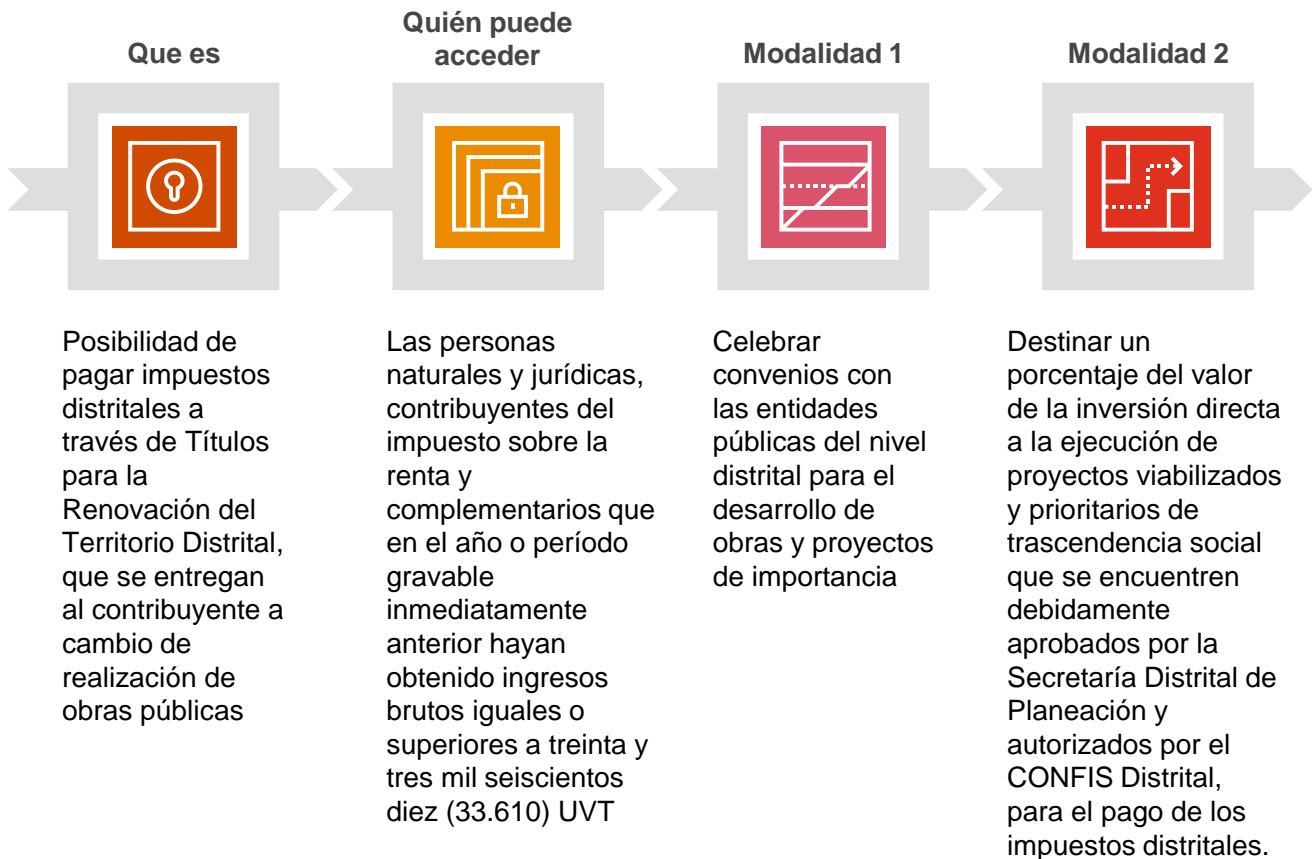 Que es
Posibilidad de
pagar impuestos
distritales a
través de Títulos
para la
Renovación del
Territorio Distrital,
que se entregan
al contribuyente a
cambio de
realización de
obras públicas
Quién puede
acceder
Las personas
naturales y jurídicas,
contribuyentes del
impuesto sobre la
renta y
complementarios que
en el año o período
gravable
inmediatamente
anterior hayan
obtenido ingresos
brutos iguales o
superiores a treinta y
tres mil seiscientos
diez (33.610) UVT
Modalidad 1
Celebrar
convenios con
las entidades
públicas del nivel
distrital para el
desarrollo de
obras y proyectos
de importancia
Modalidad 2
Destinar un
porcentaje del valor
de la inversión directa
a la ejecución de
proyectos viabilizados
y prioritarios de
trascendencia social
que se encuentren
debidamente
aprobados por la
Secretaría Distrital de
Planeación y
autorizados por el
CONFIS Distrital,
para el pago de los
impuestos distritales.